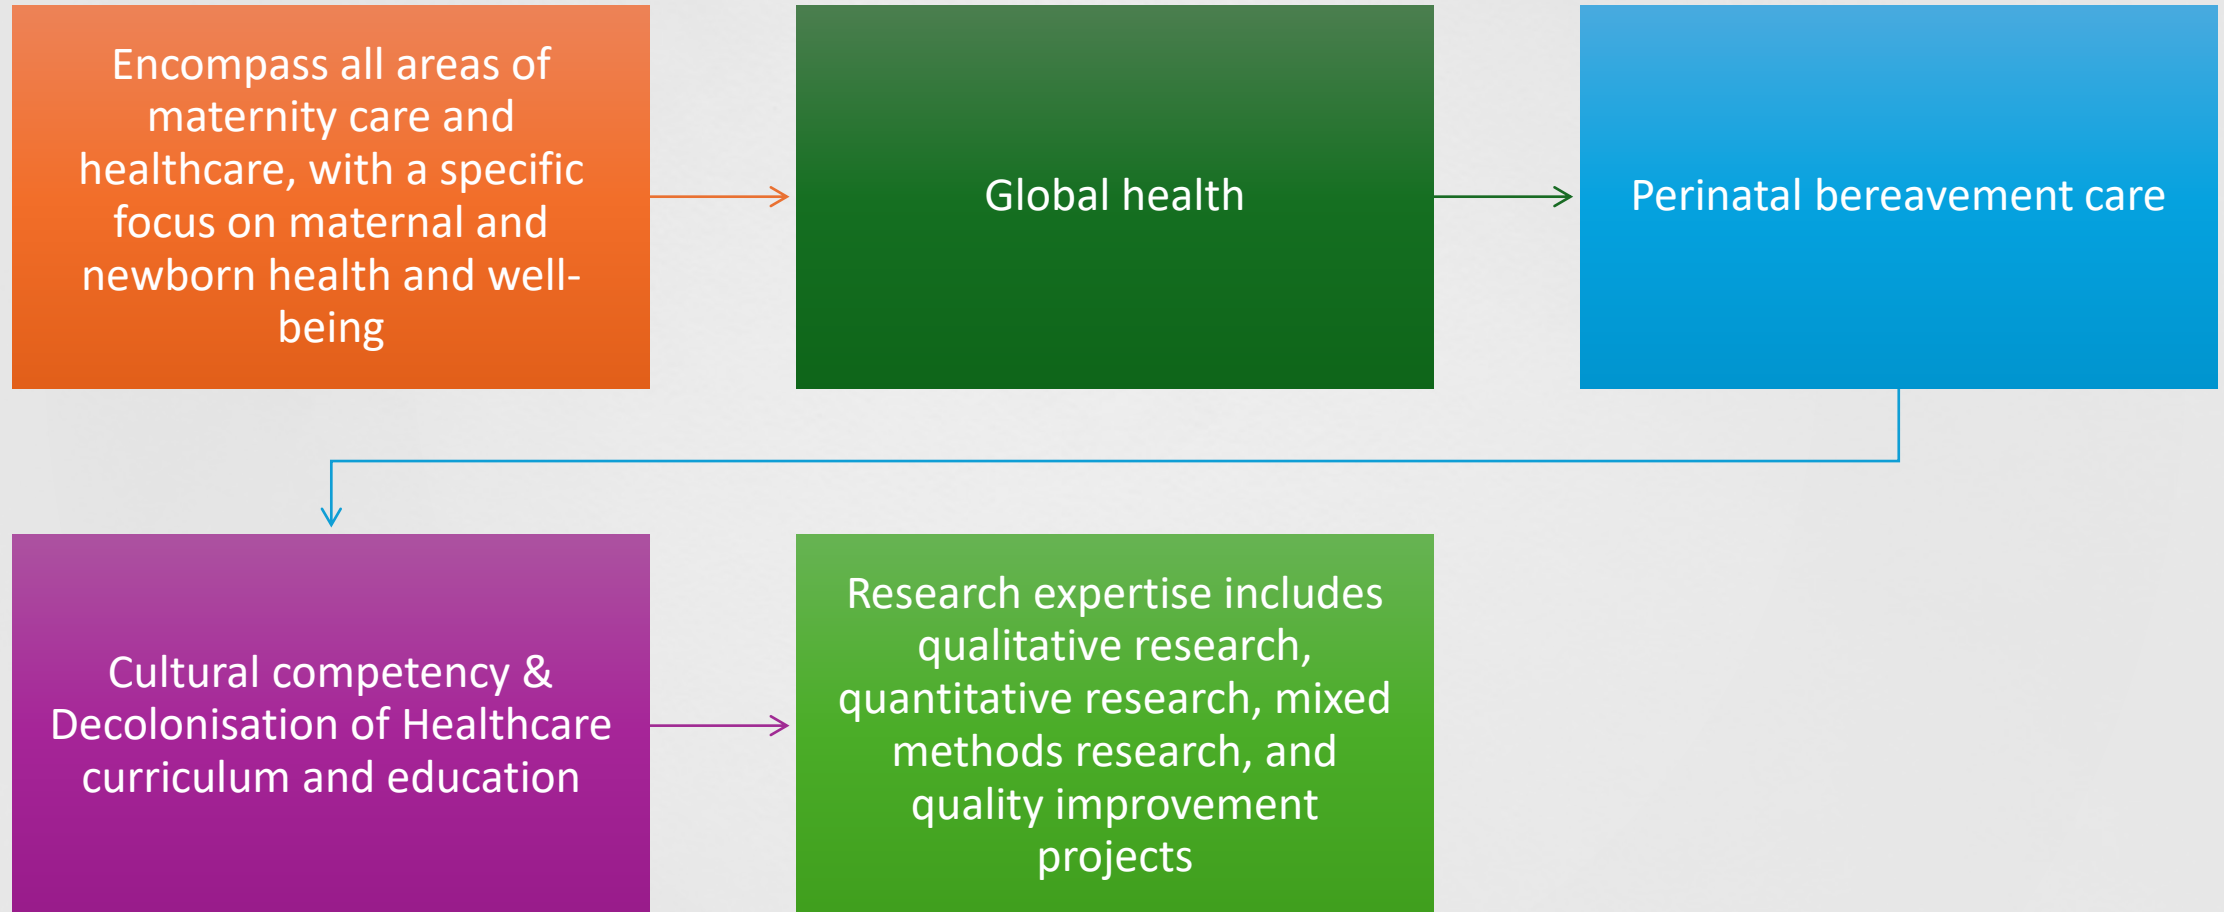 Encompass all areas of
maternity care and
healthcare, with a specific
focus on maternal and
newborn health and well-
being
Global health
Perinatal bereavement care
Cultural competency &
Decolonisation of Healthcare
curriculum and education
Research expertise includes
qualitative research,
quantitative research, mixed
methods research, and
quality improvement
projects